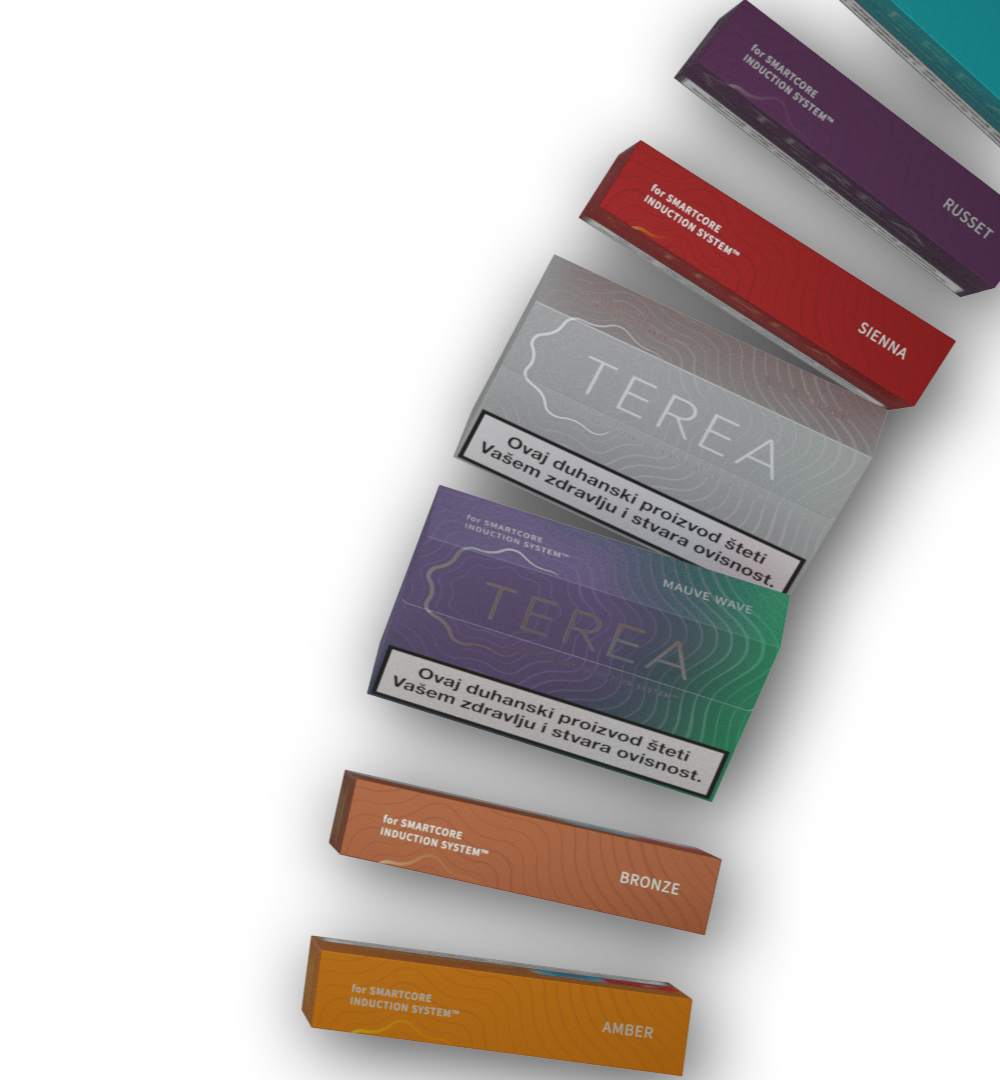 for SMARTCORE
INDUCTION SYSTEM™
RUSSET
for SMARTCORE
INDUCTION SYSTEM™
SIENNA
TEREA
Ovaj duhanski proizvod šteti
Vašem zdravlju i stvara ovisnost.
for SMARTCORE
INDUCTION SYSTEM™
MAUVE WAVE
TEREA
Ovaj duhanski proizvod šteti
Vašem zdravlju i stvara ovisnost.
for SMARTCORE
INDUCTION SYSTEM™
BRONZE
for SMARTCORE
INDUCTION SYSTEM™
AMBER